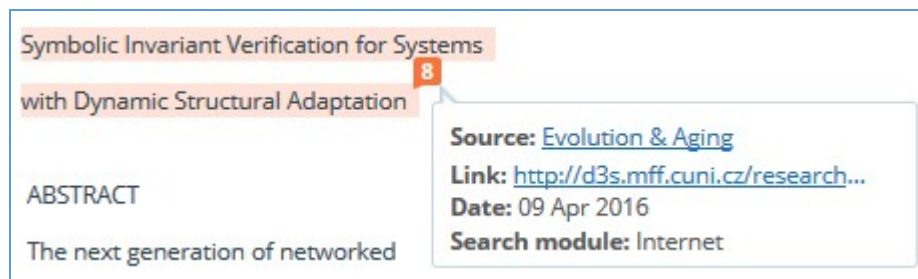 Symbolic Invariant Verification for Systems
8
with Dynamic Structural Adaptation
Source: Evolution & Aging
Link: http://d3s.mff.cuni.cz/research...
Date: 09 Apr 2016
Search module: Internet
ABSTRACT
The next generation of networked